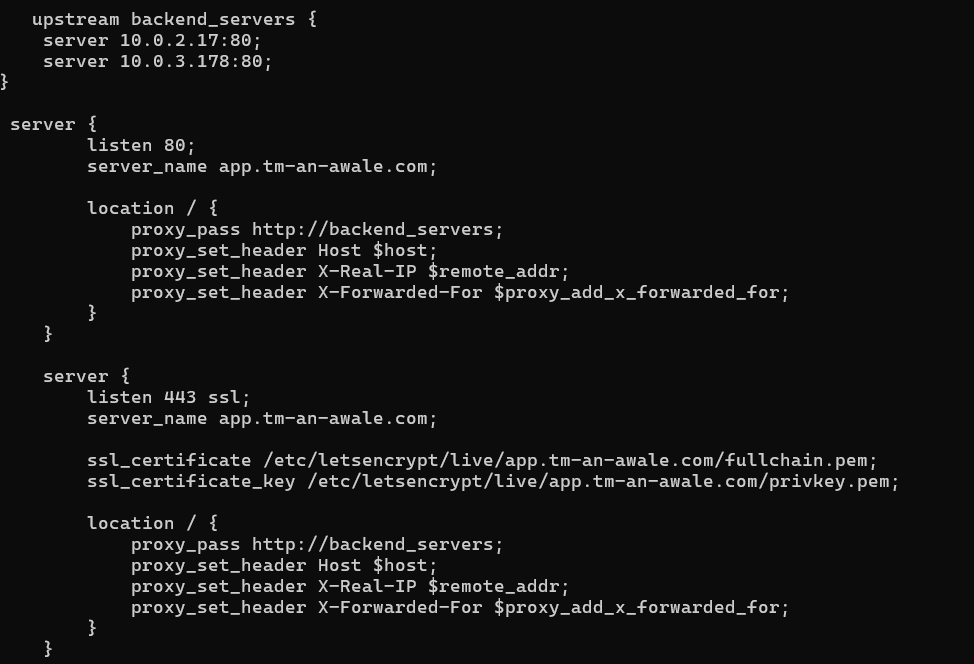 upstream backend_servers {
server 10.0.2.17:80;
server 10.0.3.178:80;
}
server {
listen 80;
server_name app.tm-an-awale.com;
location / {
proxy_pass http://backend_servers;
proxy_set_header Host $host;
proxy_set_header X-Real-IP $remote_addr;
proxy_set_header X-Forwarded-For $proxy_add_x_forwarded_for;
}
}
server {
listen 443 ssl;
server_name app.tm-an-awale.com;
ssl_certificate /etc/letsencrypt/live/app.tm-an-awale.com/fullchain.pem;
ssl_certificate_key /etc/letsencrypt/live/app.tm-an-awale.com/privkey.pem;
location / {
proxy_pass http://backend_servers;
proxy_set_header Host $host;
proxy_set_header X-Real-IP $remote_addr;
proxy_set_header X-Forwarded-For $proxy_add_x_forwarded_for;
}
}